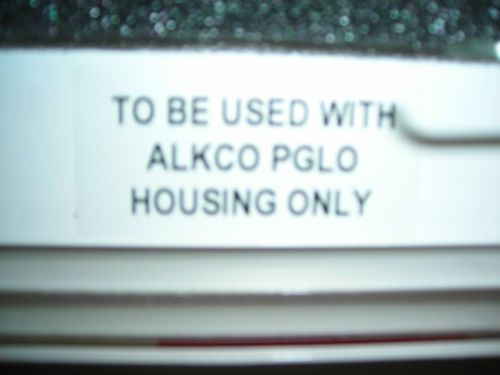 TO BE USED WITH
ALKCO PGLO
HOUSING ONLY